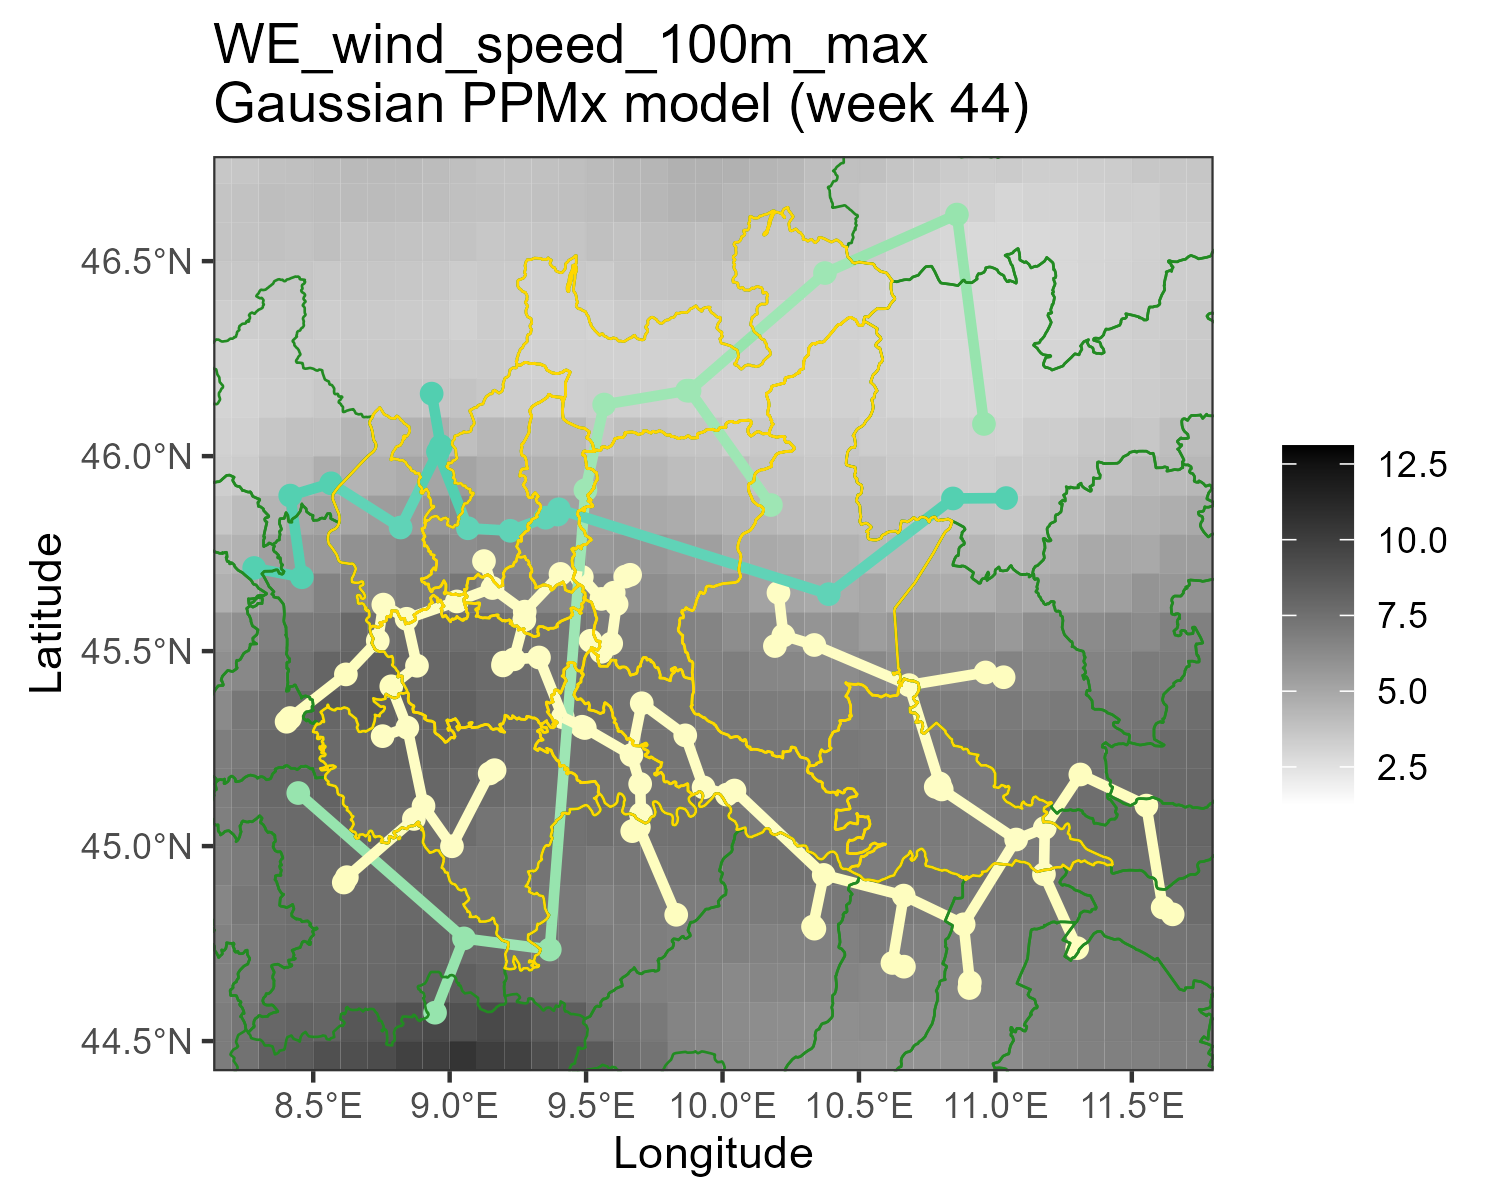 WE_wind_speed_100m_max
Gaussian PPMx model (week 44)
46.5°N
46.0°N
45.5°N
45.0°N
44.5°N
Latitude
8.5°E 9.0°E 9.5°E 10.0°E 10.5°E 11.0°E 11.5°E
Longitude
12.5
10.0
7.5
5.0
2.5